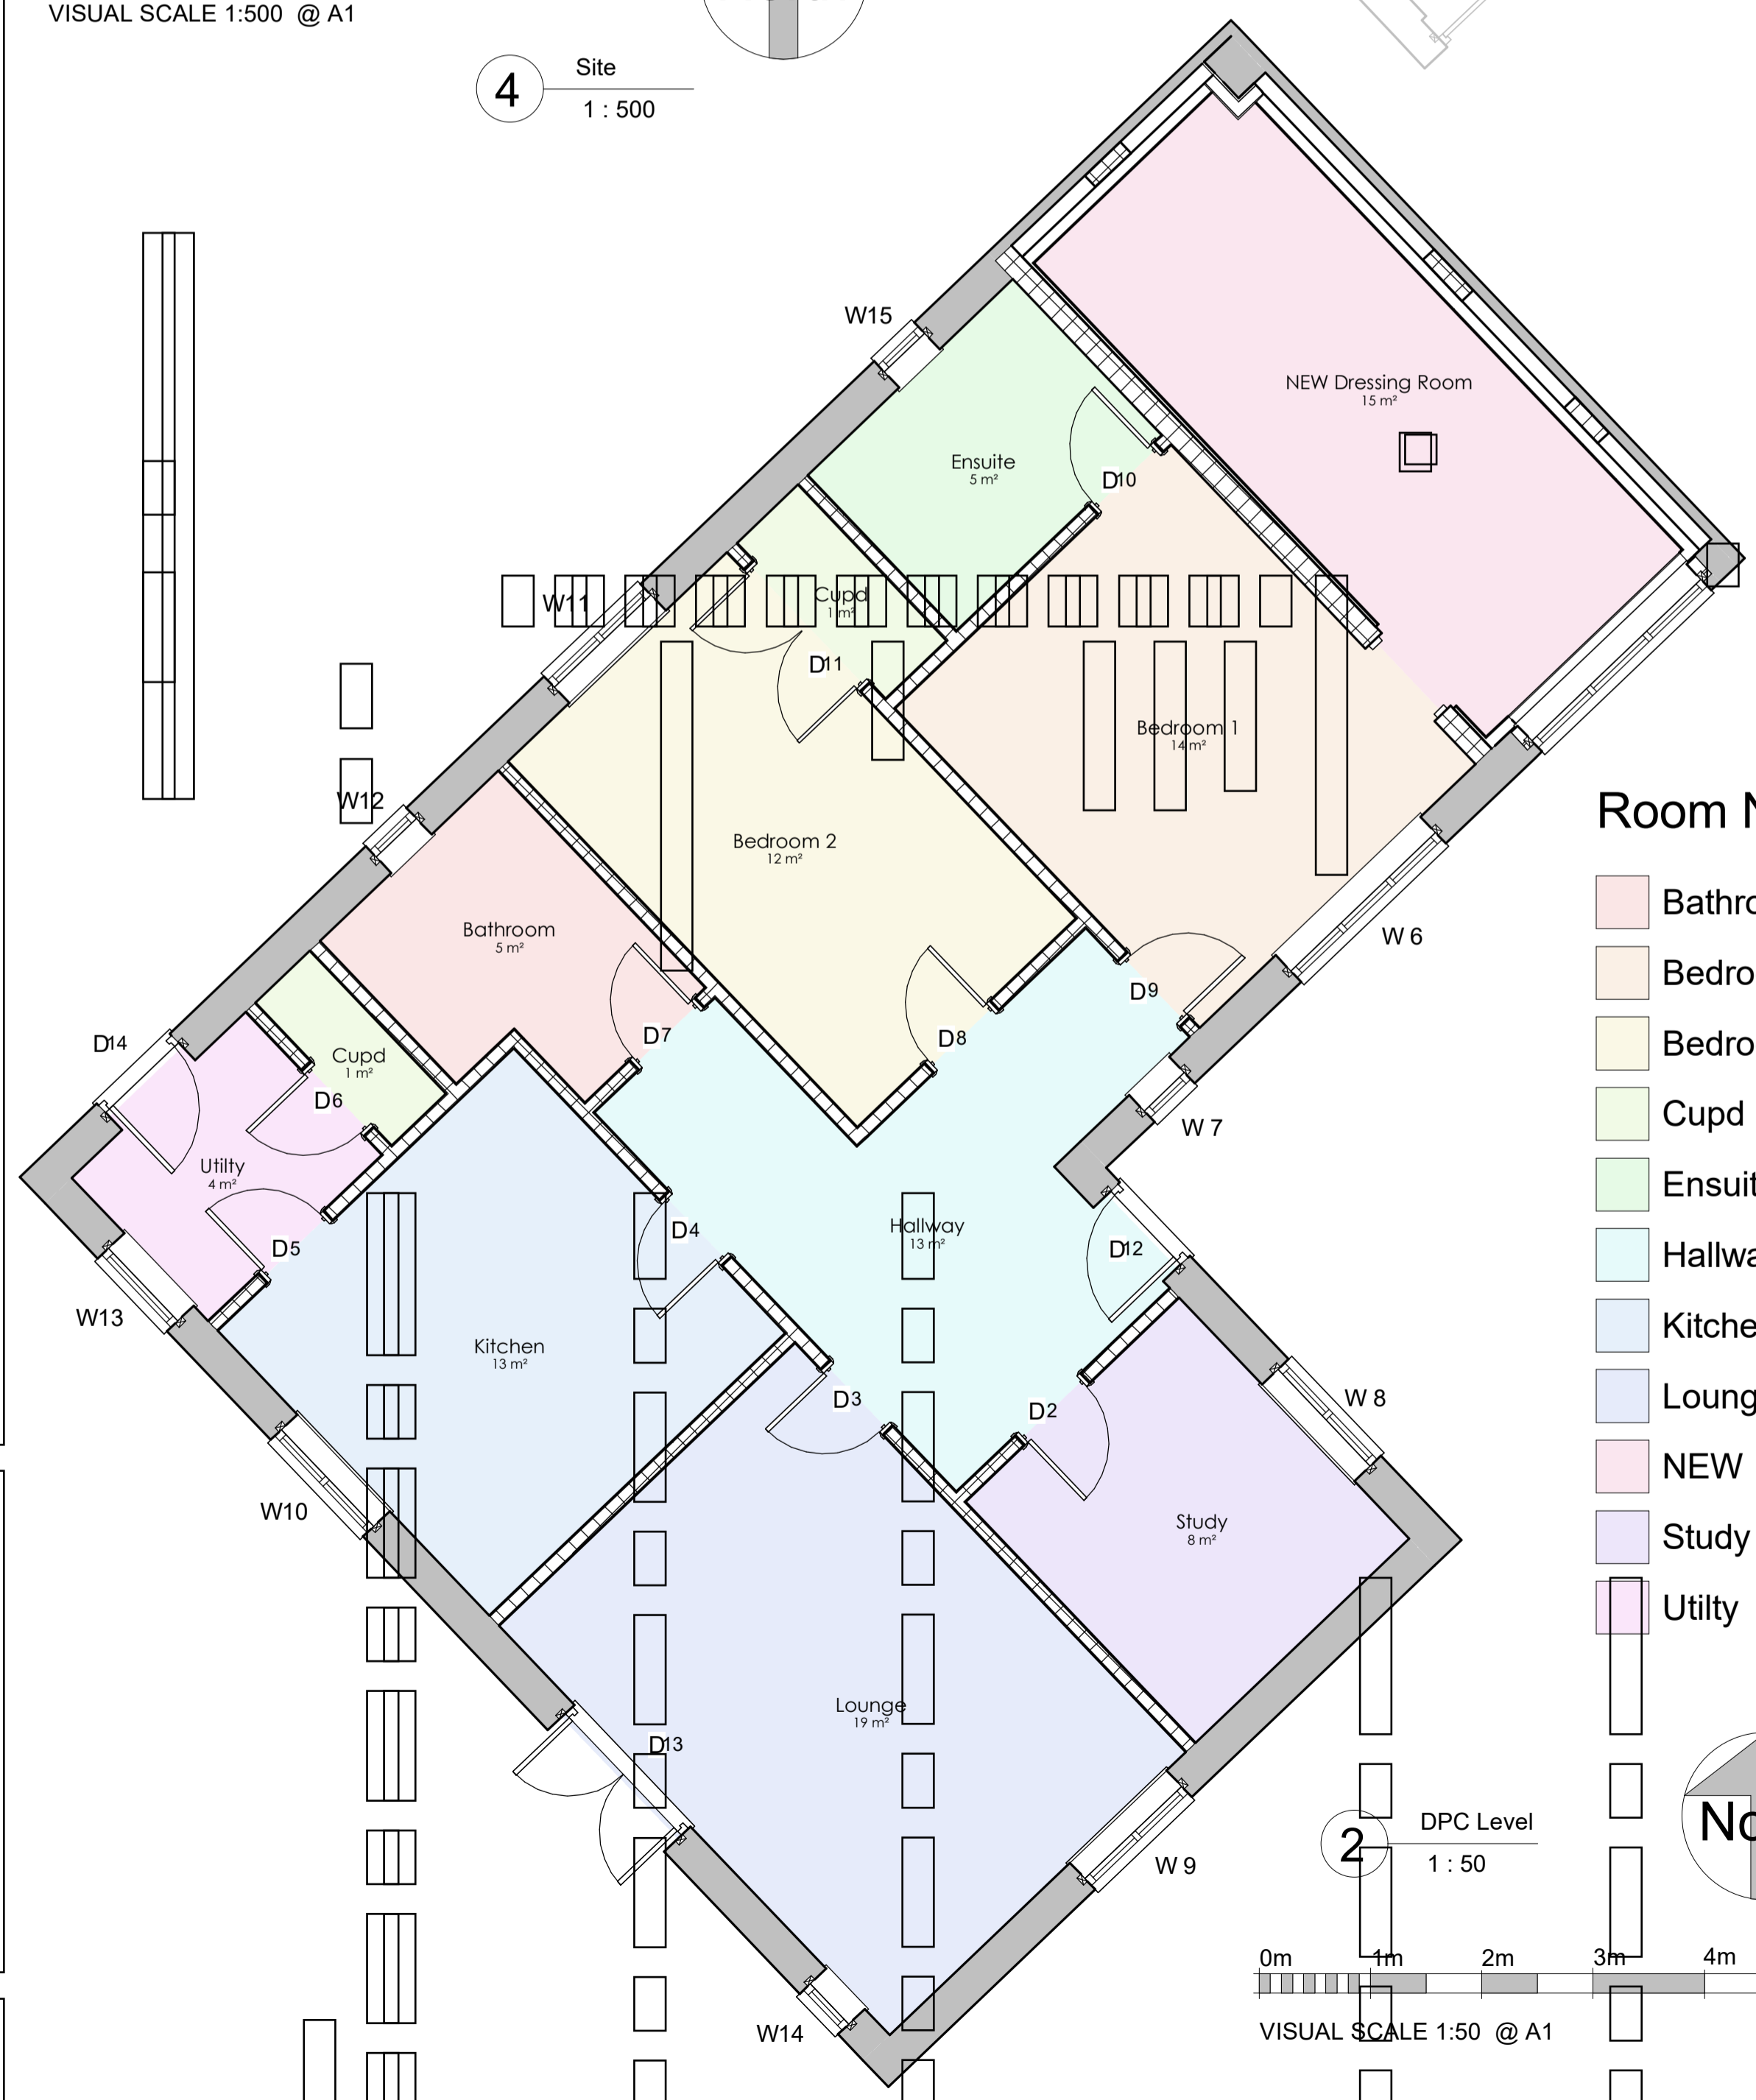 VISUAL SCALE 1:500 @ A1
4
Site
1 : 500
W15
NEW Dressing Room
15 m²
Ensuite
5 m²
D10
Cupd
1 m²
W11
D11
Bedroom 1
14 m²
W12
Bedroom 2
12 m²
Room N
Bathro
Bathroom
5 m²
W 6
Bedro
D9
D14
D7
D8
Bedro
Cupd
1 m²
D6
Cupd
W 7
Utilty
4 m²
Ensuit
D4
Hallway
13 m²
D5
D12
Hallwa
W13
Kitchen
13 m²
Kitche
D3
D2
W 8
Loung
NEW
W10
Study
8 m²
Study
Utilty
Lounge
19 m²
D13
W 9
2
DPC Level
1 : 50
No
0m 1m 2m 3m 4m
W14
VISUAL SCALE 1:50 @ A1